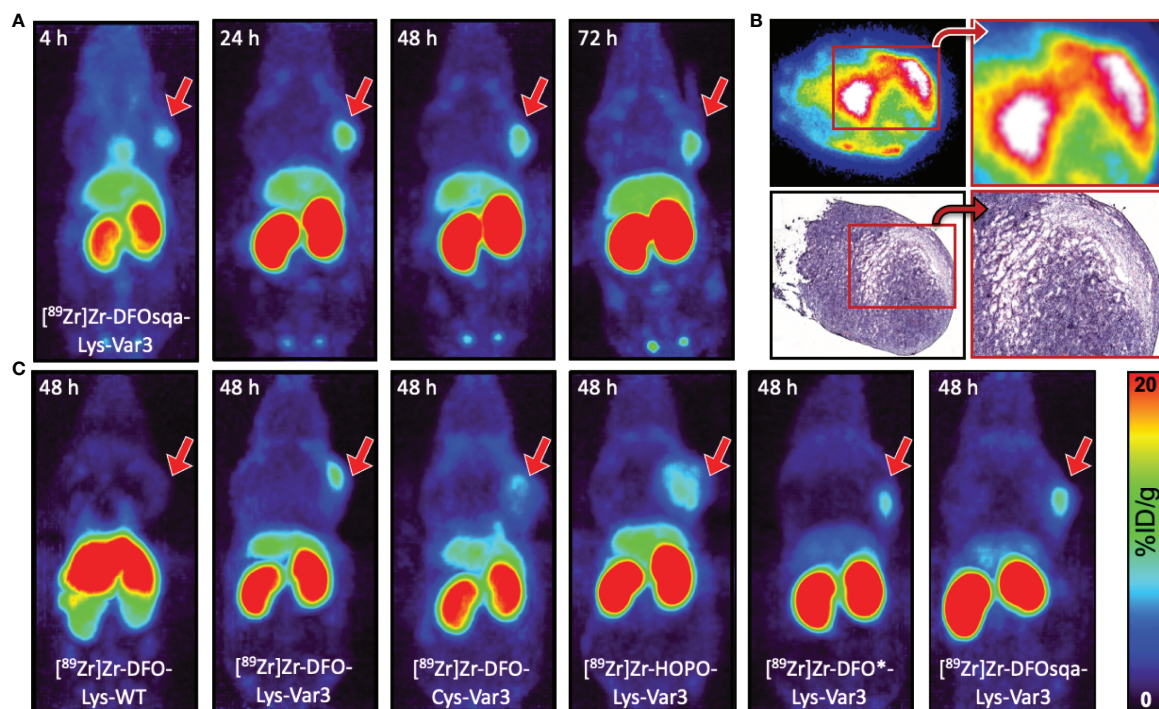 A
4 h
24 h
48 h
72 h
[⁸⁹Zr]Zr-DFOsqa-
Lys-Var3
B
C
48 h
48 h
48 h
48 h
48 h
48 h
[⁸⁹Zr]Zr-DFO-
Lys-WT
[⁸⁹Zr]Zr-DFO-
Lys-Var3
[⁸⁹Zr]Zr-DFO-
Cys-Var3
[⁸⁹Zr]Zr-HOPO-
Lys-Var3
[⁸⁹Zr]Zr-DFO*-
Lys-Var3
[⁸⁹Zr]Zr-DFOsqa-
Lys-Var3
20
%ID/g
0